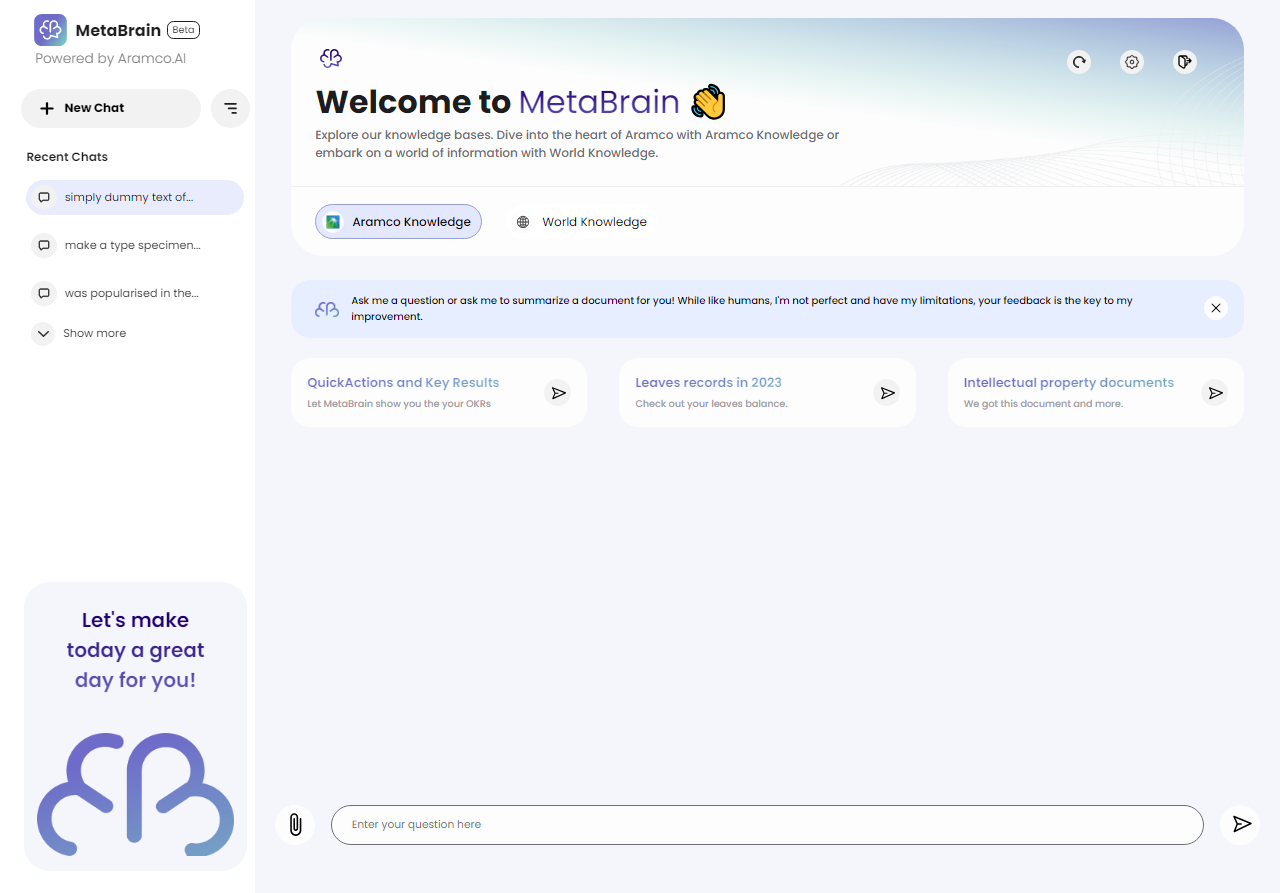 MetaBrain Beta
Powered by Aramco.AI
New Chat
Recent Chats
simply dummy text of...
make a type specimen...
was popularised in the...
Show more
Let's make
today a great
day for you!
Welcome to MetaBrain
Explore our knowledge bases. Dive into the heart of Aramco with Aramco Knowledge or
embark on a world of information with World Knowledge.
Aramco Knowledge
World Knowledge
Ask me a question or ask me to summarize a document for you! While like humans, I'm not perfect and have my limitations, your feedback is the key to my
improvement.
QuickActions and Key Results
Let MetaBrain show you the your OKRs
Leaves records in 2023
Check out your leaves balance.
Intellectual property documents
We got this document and more.
Enter your question here